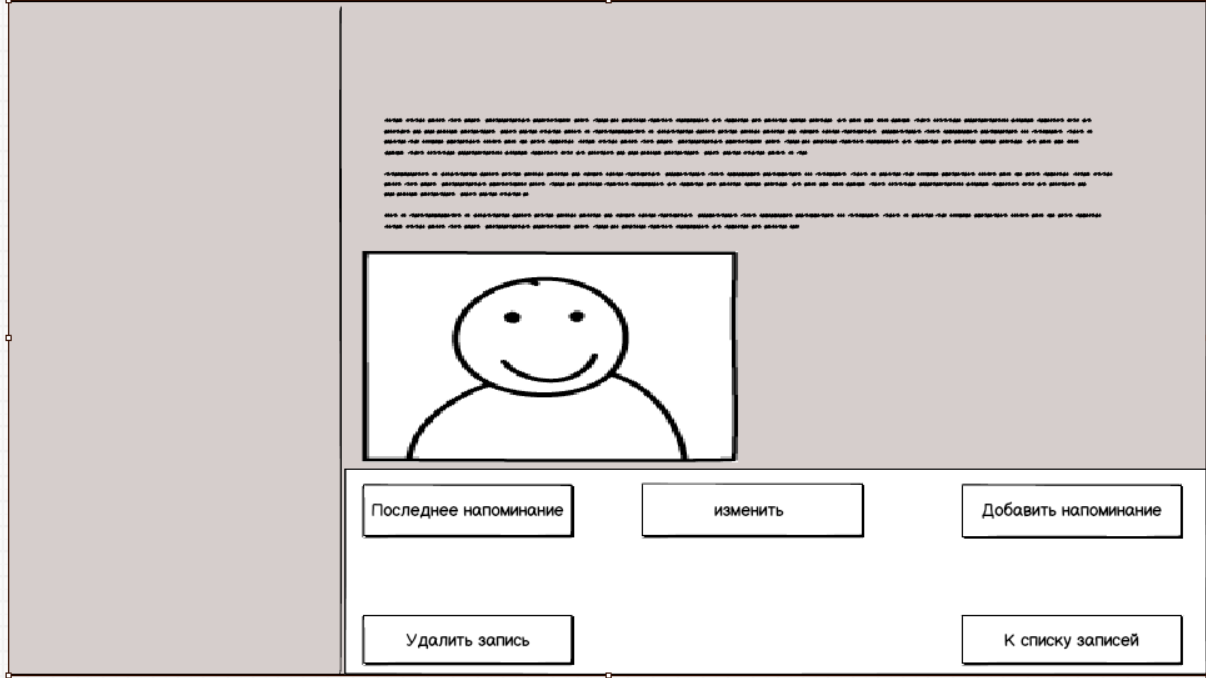 Последнее напоминание
изменить
Добавить напоминание
Удалить запись
К списку записей